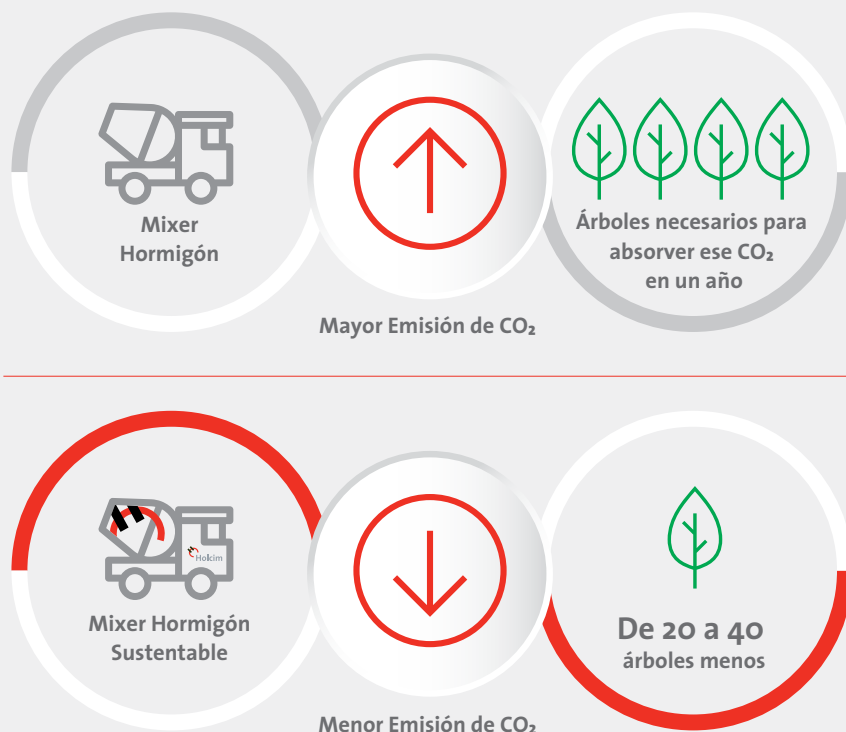 Mixer
Hormigón
Árboles necesarios para
absorver ese CO₂
en un año
Mayor Emisión de CO₂
Holcim
Mixer Hormigón
Sustentable
De 20 a 40
árboles menos
Menor Emisión de CO₂